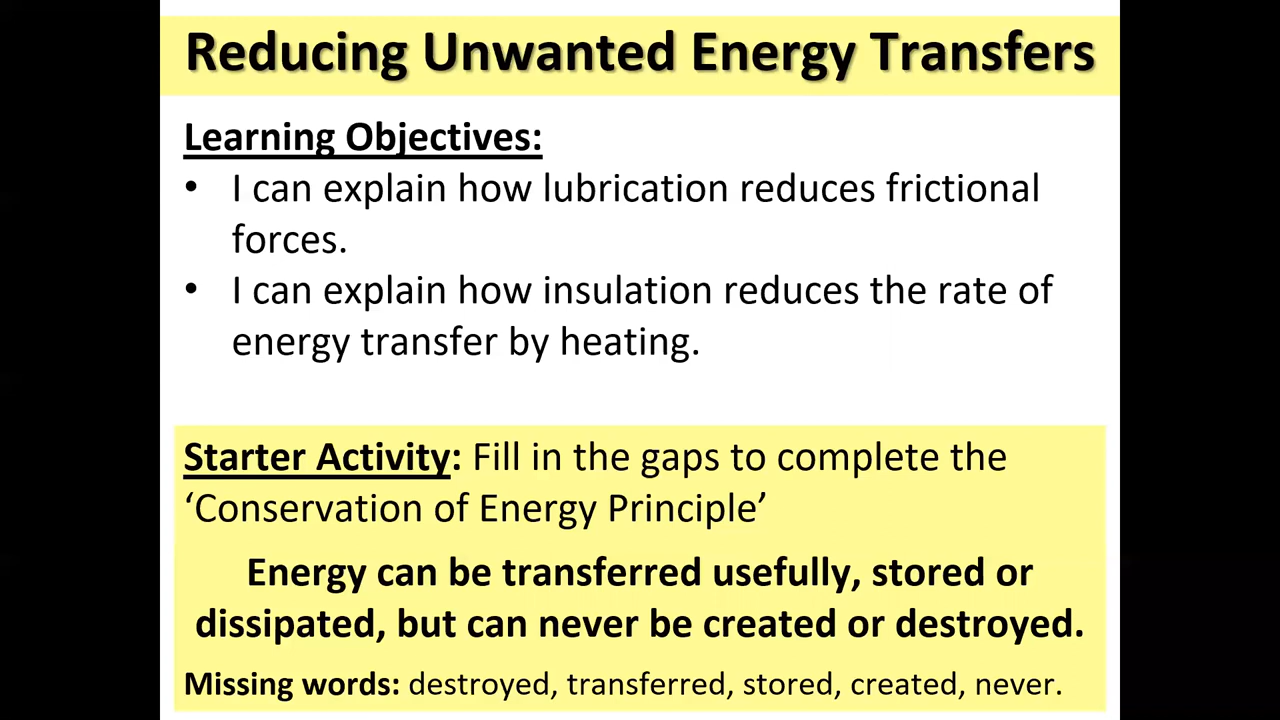 Reducing Unwanted Energy Transfers
Learning Objectives:
• I can explain how lubrication reduces frictional
forces.
• I can explain how insulation reduces the rate of
energy transfer by heating.
Starter Activity: Fill in the gaps to complete the
‘Conservation of Energy Principle’
Energy can be transferred usefully, stored or
dissipated, but can never be created or destroyed.
Missing words: destroyed, transferred, stored, created, never.